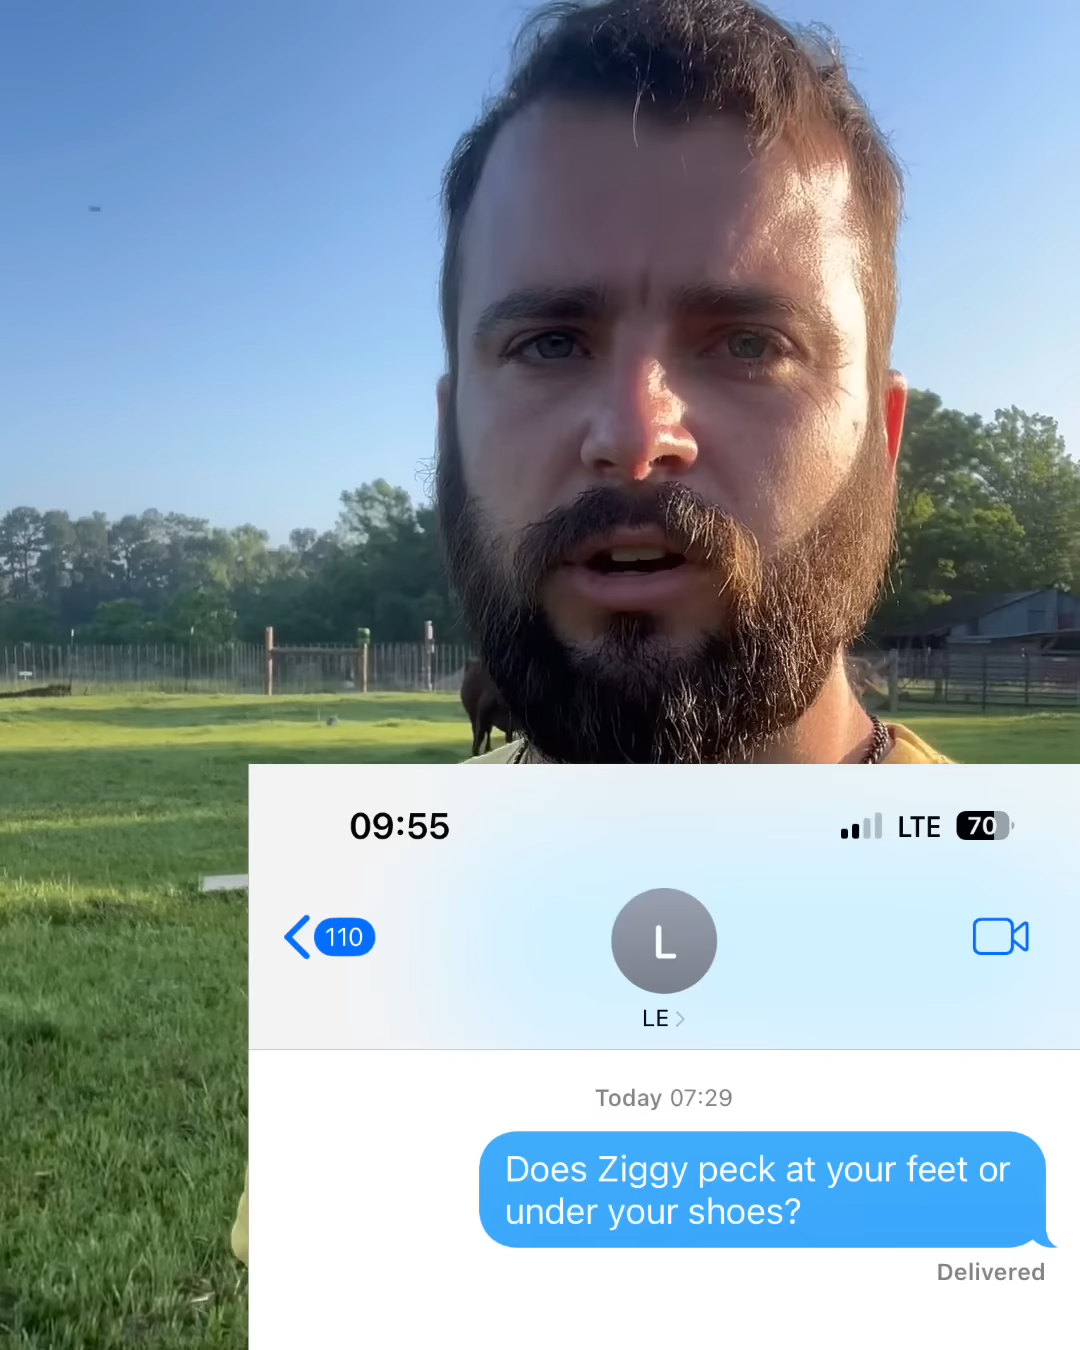 09:55
LTE 70
110
L
LE
Today 07:29
Does Ziggy peck at your feet or
under your shoes?
Delivered